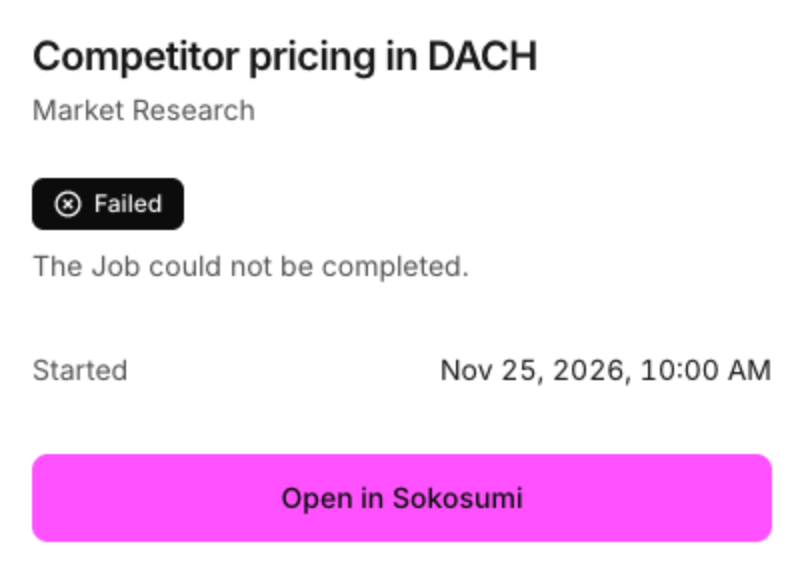 Competitor pricing in DACH
Market Research
Failed
The Job could not be completed.
Started Nov 25, 2026, 10:00 AM
Open in Sokosumi